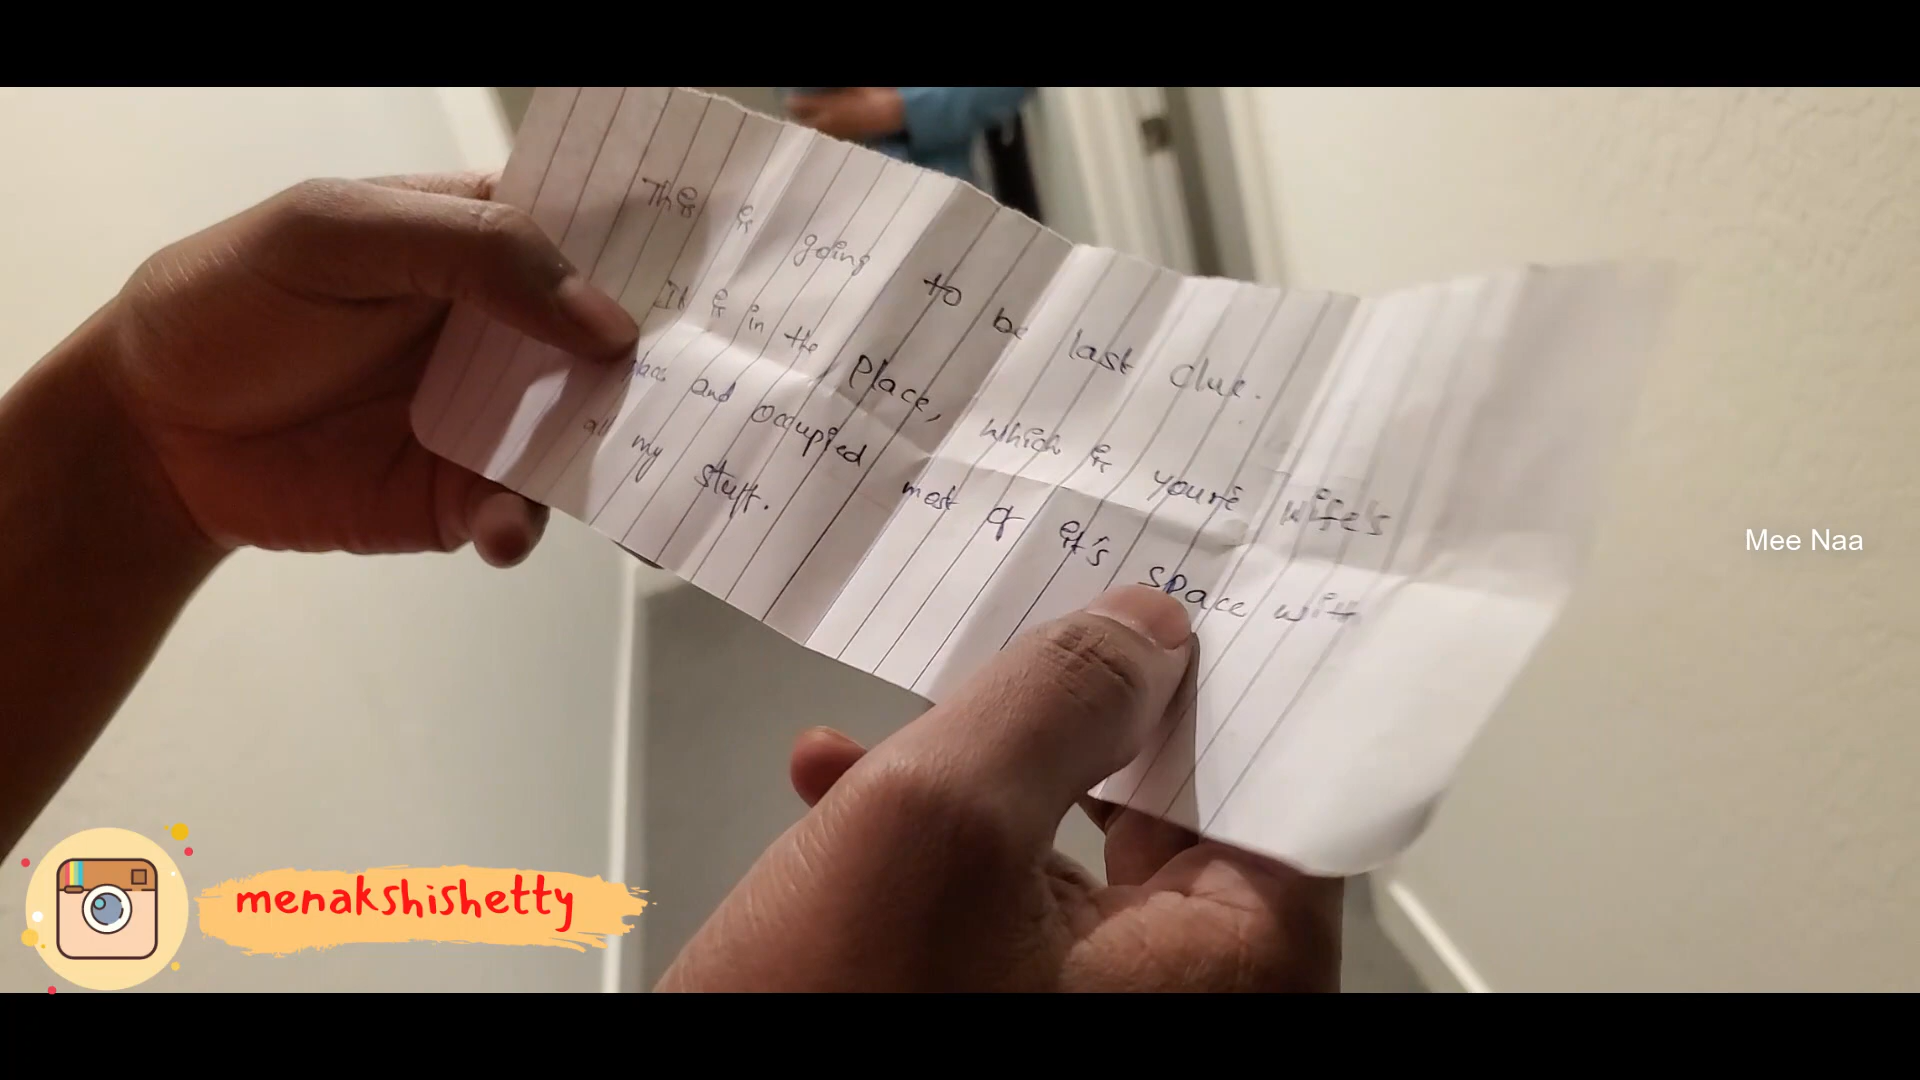 This is going to be last clue.
It is in the place, which is youre wife's
place and occupied most of it's space with
all my stuff.
Mee Naa
menakshishetty